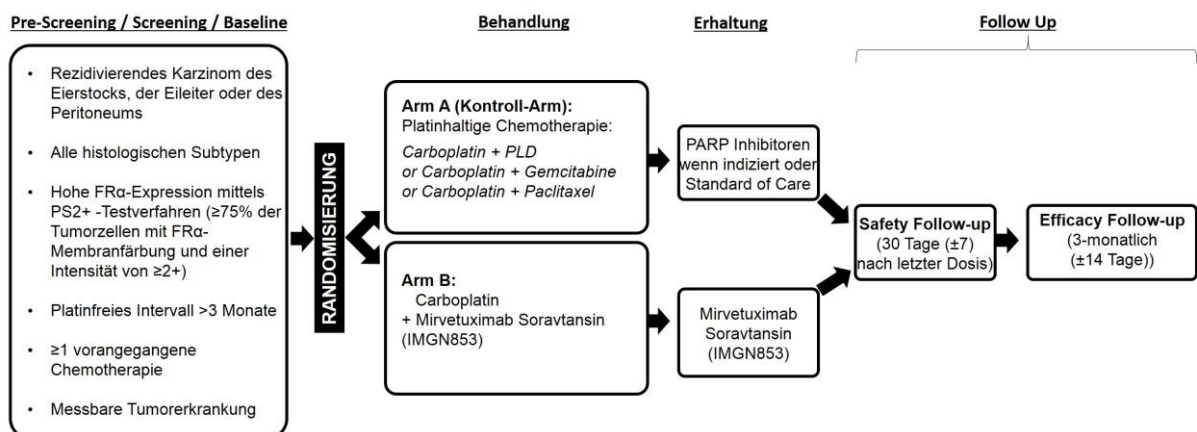 Pre-Screening / Screening / Baseline
• Rezidivierendes Karzinom des
Eierstocks, der Eileiter oder des
Peritoneums
• Alle histologischen Subtypen
• Hohe FRα-Expression mittels
PS2+ -Testverfahren (≥75% der
Tumorzellen mit FRα-
Membranfärbung und einer
Intensität von ≥2+)
• Platinfreies Intervall >3 Monate
• ≥1 vorangegangene
Chemotherapie
• Messbare Tumorerkrankung
RANDOMISIERUNG
Behandlung
Arm A (Kontroll-Arm):
Platinhaltige Chemotherapie:
Carboplatin + PLD
or Carboplatin + Gemcitabine
or Carboplatin + Paclitaxel
Arm B:
Carboplatin
+ Mirvetuximab Soravtansin
(IMGN853)
Erhaltung
PARP Inhibitoren
wenn indiziert oder
Standard of Care
Mirvetuximab
Soravtansin
(IMGN853)
Follow Up
Safety Follow-up
(30 Tage (±7)
nach letzter Dosis)
Efficacy Follow-up
(3-monatlich
(±14 Tage))